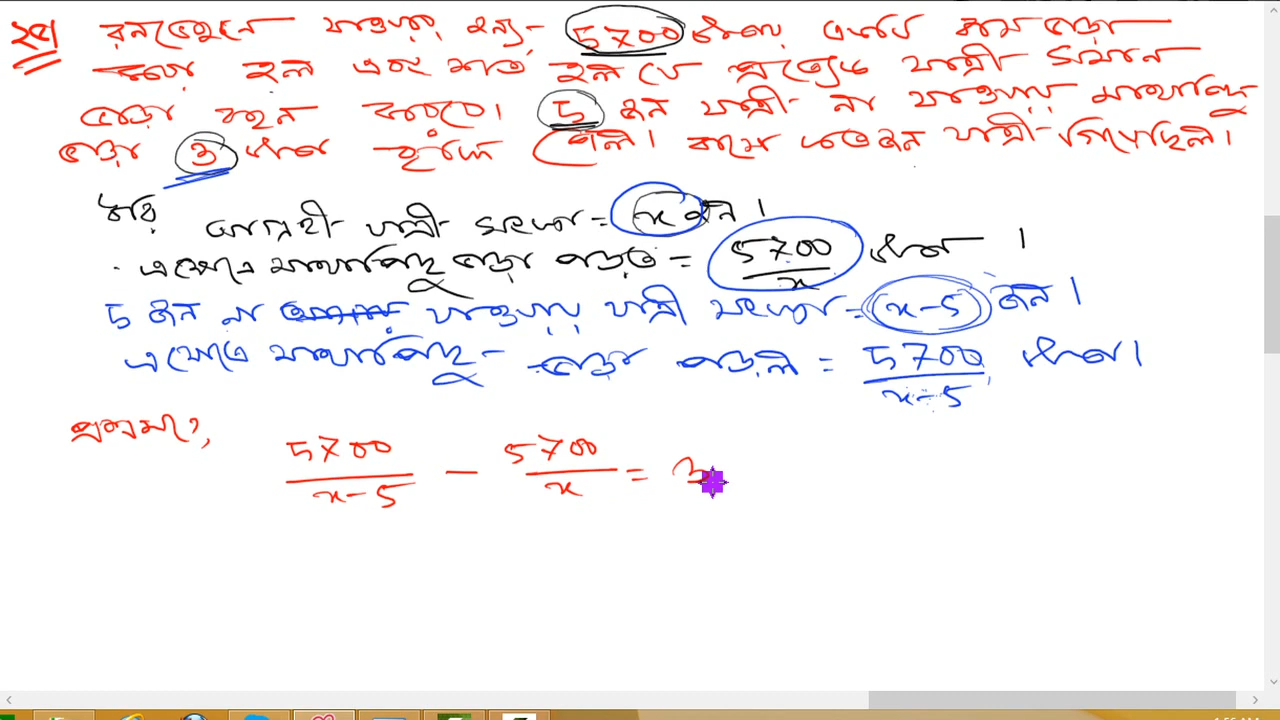 ২৫। বনভোজনে যাওয়ার জন্য 5700 টাকায় একটি বাস ভাড়া
করা হল এবং শর্ত হল যে প্রত্যেক যাত্রী সমান
ভাড়া বহন করবে। 5 জন যাত্রী না যাওয়ায় মাথাপিছু
ভাড়া 3 টাকা বৃদ্ধি পেল। বাসে কতজন যাত্রী গিয়েছিল।
ধরি আগ্রহী যাত্রী সংখ্যা = x জন।
এক্ষেত্রে মাথাপিছু ভাড়া পড়ত = 5700/x টাকা।
5 জন না যাওয়ায় যাত্রী সংখ্যা = (x-5) জন।
এক্ষেত্রে মাথাপিছু ভাড়া পড়ল = 5700/x-5 টাকা।
প্রশ্নমতে, 5700/x-5 - 5700/x = 3